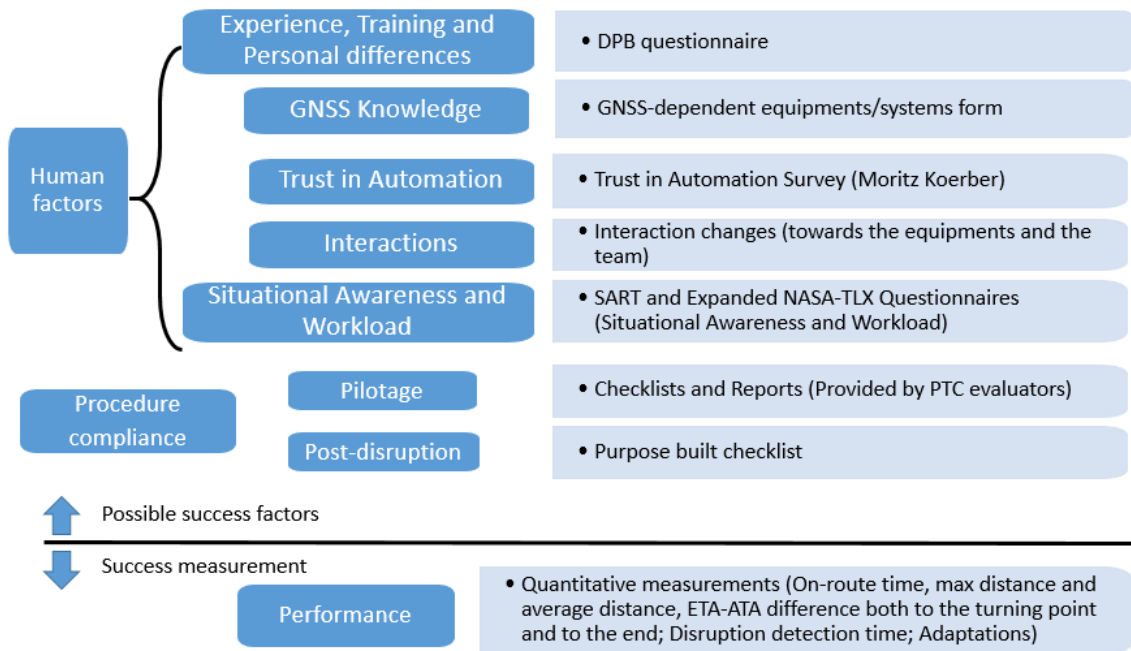 Experience, Training and
Personal differences
• DPB questionnaire
GNSS Knowledge
• GNSS-dependent equipments/systems form
Human
factors
Trust in Automation
• Trust in Automation Survey (Moritz Koerber)
Interactions
• Interaction changes (towards the equipments and the
team)
Situational Awareness and
Workload
• SART and Expanded NASA-TLX Questionnaires
(Situational Awareness and Workload)
Procedure
compliance
Pilotage
• Checklists and Reports (Provided by PTC evaluators)
Post-disruption
• Purpose built checklist
Possible success factors
Success measurement
Performance
• Quantitative measurements (On-route time, max distance and
average distance, ETA-ATA difference both to the turning point
and to the end; Disruption detection time; Adaptations)